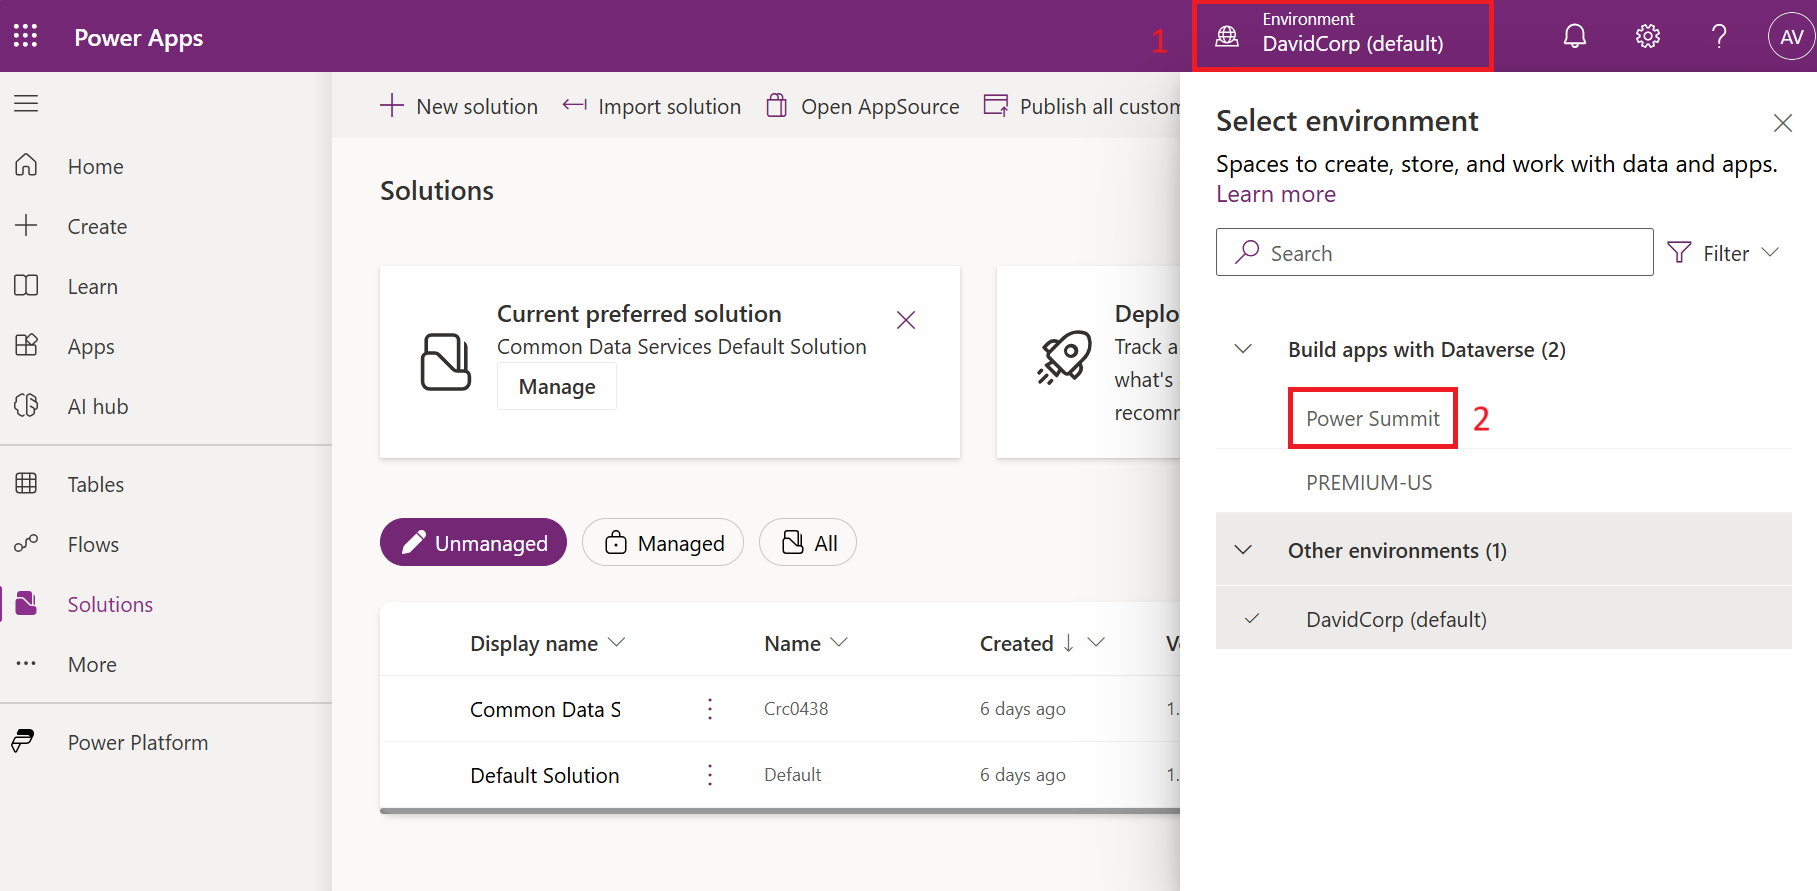 Power Apps
1
Environment
DavidCorp (default)
AV
Home
Create
Learn
Apps
AI hub
Tables
Flows
Solutions
More
Power Platform
New solution
Import solution
Open AppSource
Publish all custom
Solutions
Current preferred solution
Common Data Services Default Solution
Manage
Deplo
Track a
what's
recomm
Unmanaged
Managed
All
Display name
Name
Created
Common Data S
Crc0438
6 days ago
1.
Default Solution
Default
6 days ago
1.
Select environment
Spaces to create, store, and work with data and apps.
Learn more
Search
Filter
Build apps with Dataverse (2)
Power Summit
2
PREMIUM-US
Other environments (1)
DavidCorp (default)